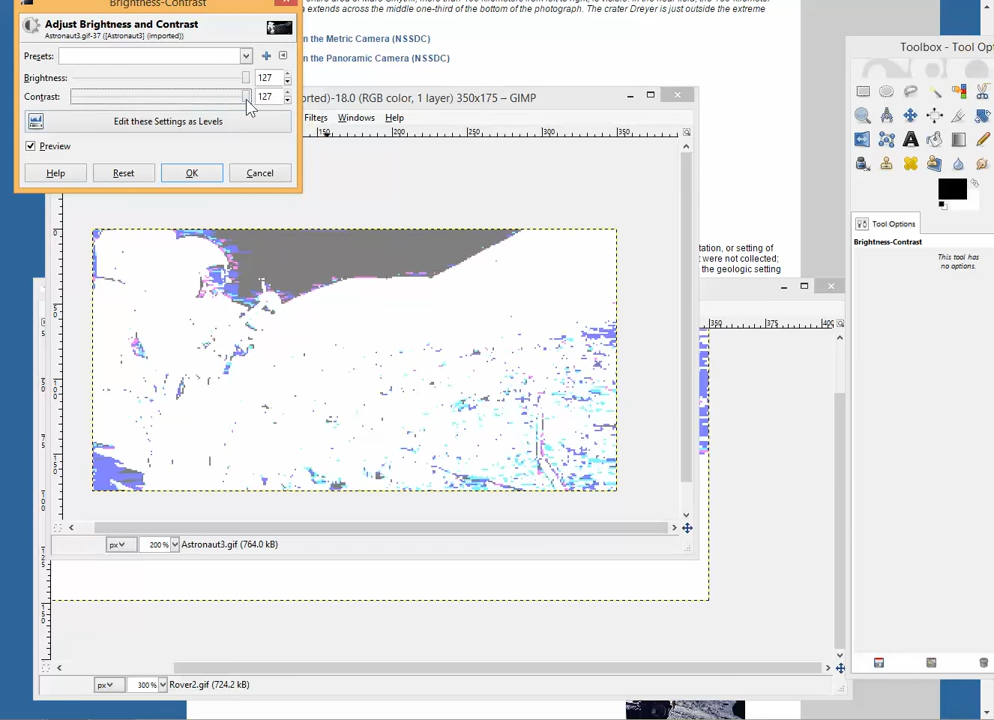 Brightness-Contrast
Adjust Brightness and Contrast
Astronaut3.gif-37 ([Astronaut3] (imported))
Presets:
Brightness: 127
Contrast: 127
Edit these Settings as Levels
Preview
Help Reset OK Cancel
extends across the middle one-third of the bottom of the photograph. The crater Dreyer is just outside the extreme
n the Metric Camera (NSSDC)
n the Panoramic Camera (NSSDC)
orted)-18.0 (RGB color, 1 layer) 350x175 – GIMP
Filters Windows Help
150 200 250 300 350
px 200 % Astronaut3.gif (764.0 kB)
tation, or setting of
were not collected;
the geologic setting
350 375 400
px 300 % Rover2.gif (724.2 kB)
Toolbox - Tool Op
Tool Options
Brightness-Contrast
This tool has
no options.